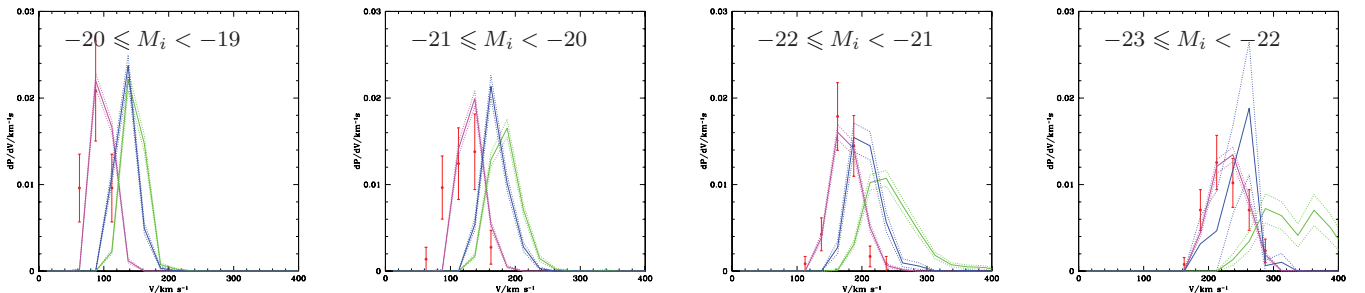 −20 ⩽ M_i < −19
dP/dV/km⁻¹s
0.03
0.02
0.01
0
0 100 200 300 400
V/km s⁻¹
−21 ⩽ M_i < −20
dP/dV/km⁻¹s
0.03
0.02
0.01
0
0 100 200 300 400
V/km s⁻¹
−22 ⩽ M_i < −21
dP/dV/km⁻¹s
0.03
0.02
0.01
0
0 100 200 300 400
V/km s⁻¹
−23 ⩽ M_i < −22
dP/dV/km⁻¹s
0.03
0.02
0.01
0
0 100 200 300 400
V/km s⁻¹